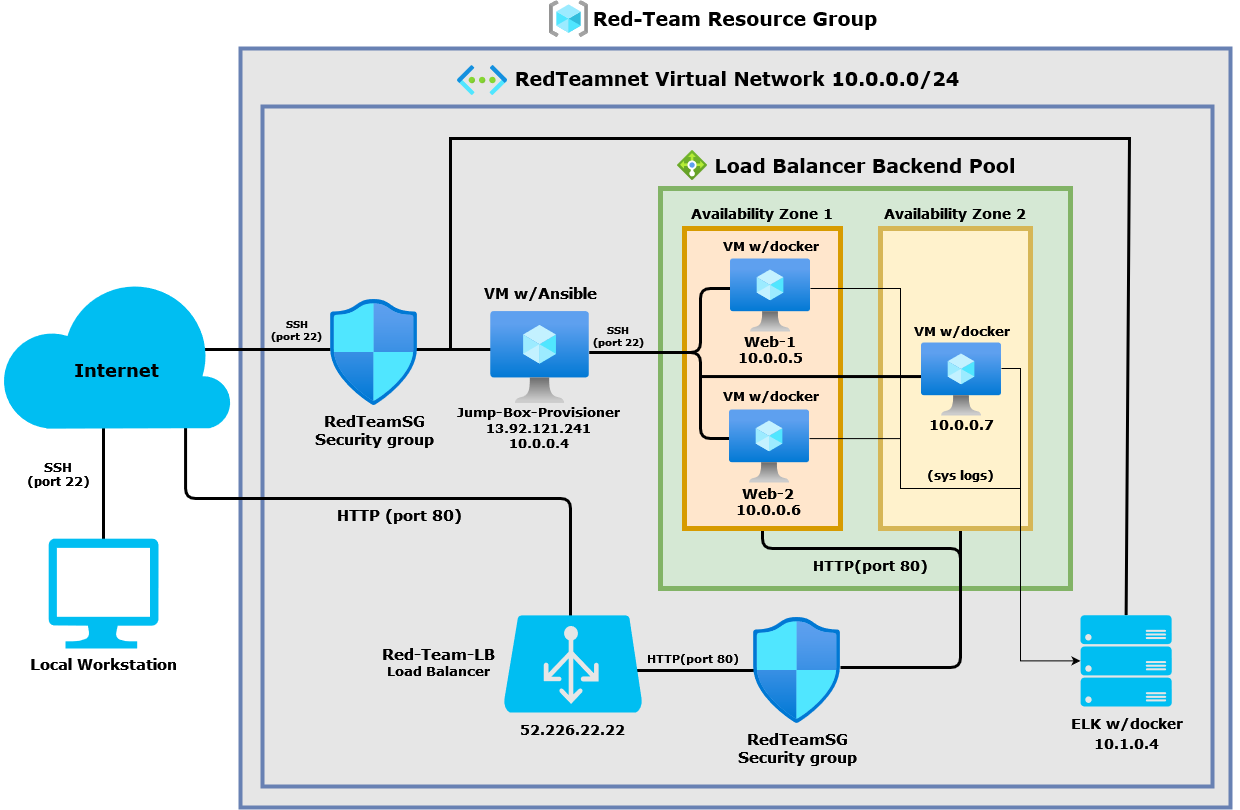 Red-Team Resource Group
RedTeamnet Virtual Network 10.0.0.0/24
Load Balancer Backend Pool
Availability Zone 1
Availability Zone 2
VM w/docker
Web-1
10.0.0.5
VM w/docker
Web-2
10.0.0.6
VM w/docker
10.0.0.7
(sys logs)
HTTP(port 80)
VM w/Ansible
Jump-Box-Provisioner
13.92.121.241
10.0.0.4
SSH
(port 22)
SSH
(port 22)
RedTeamSG
Security group
Internet
SSH
(port 22)
Local Workstation
HTTP (port 80)
Red-Team-LB
Load Balancer
52.226.22.22
HTTP(port 80)
RedTeamSG
Security group
ELK w/docker
10.1.0.4